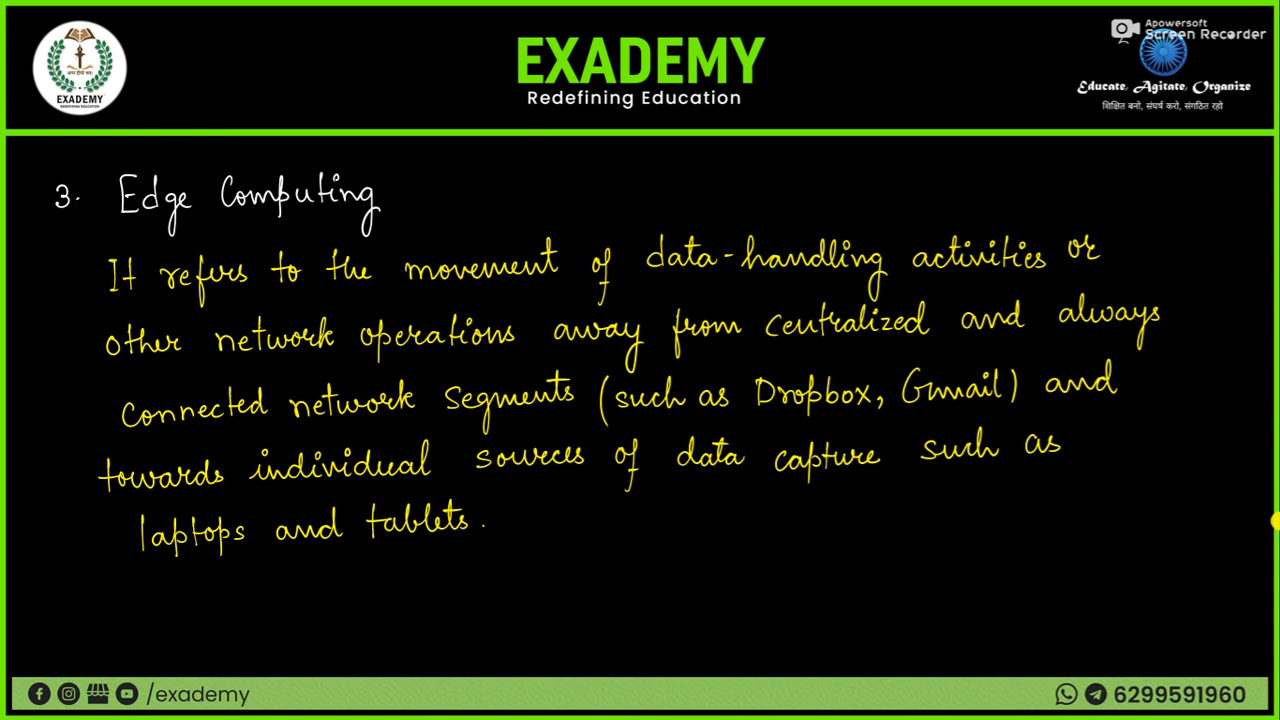 EXADEMY
REDEFINING EDUCATION
EXADEMY
Redefining Education
Apowersoft
Screen Recorder
Educate, Agitate, Organize
शिक्षित बनो, संघर्ष करो, संगठित रहो
3. Edge Computing
It refers to the movement of data-handling activities or
other network operations away from centralized and always
connected network segments (such as Dropbox, Gmail) and
towards individual sources of data capture such as
laptops and tablets.
/exademy
6299591960